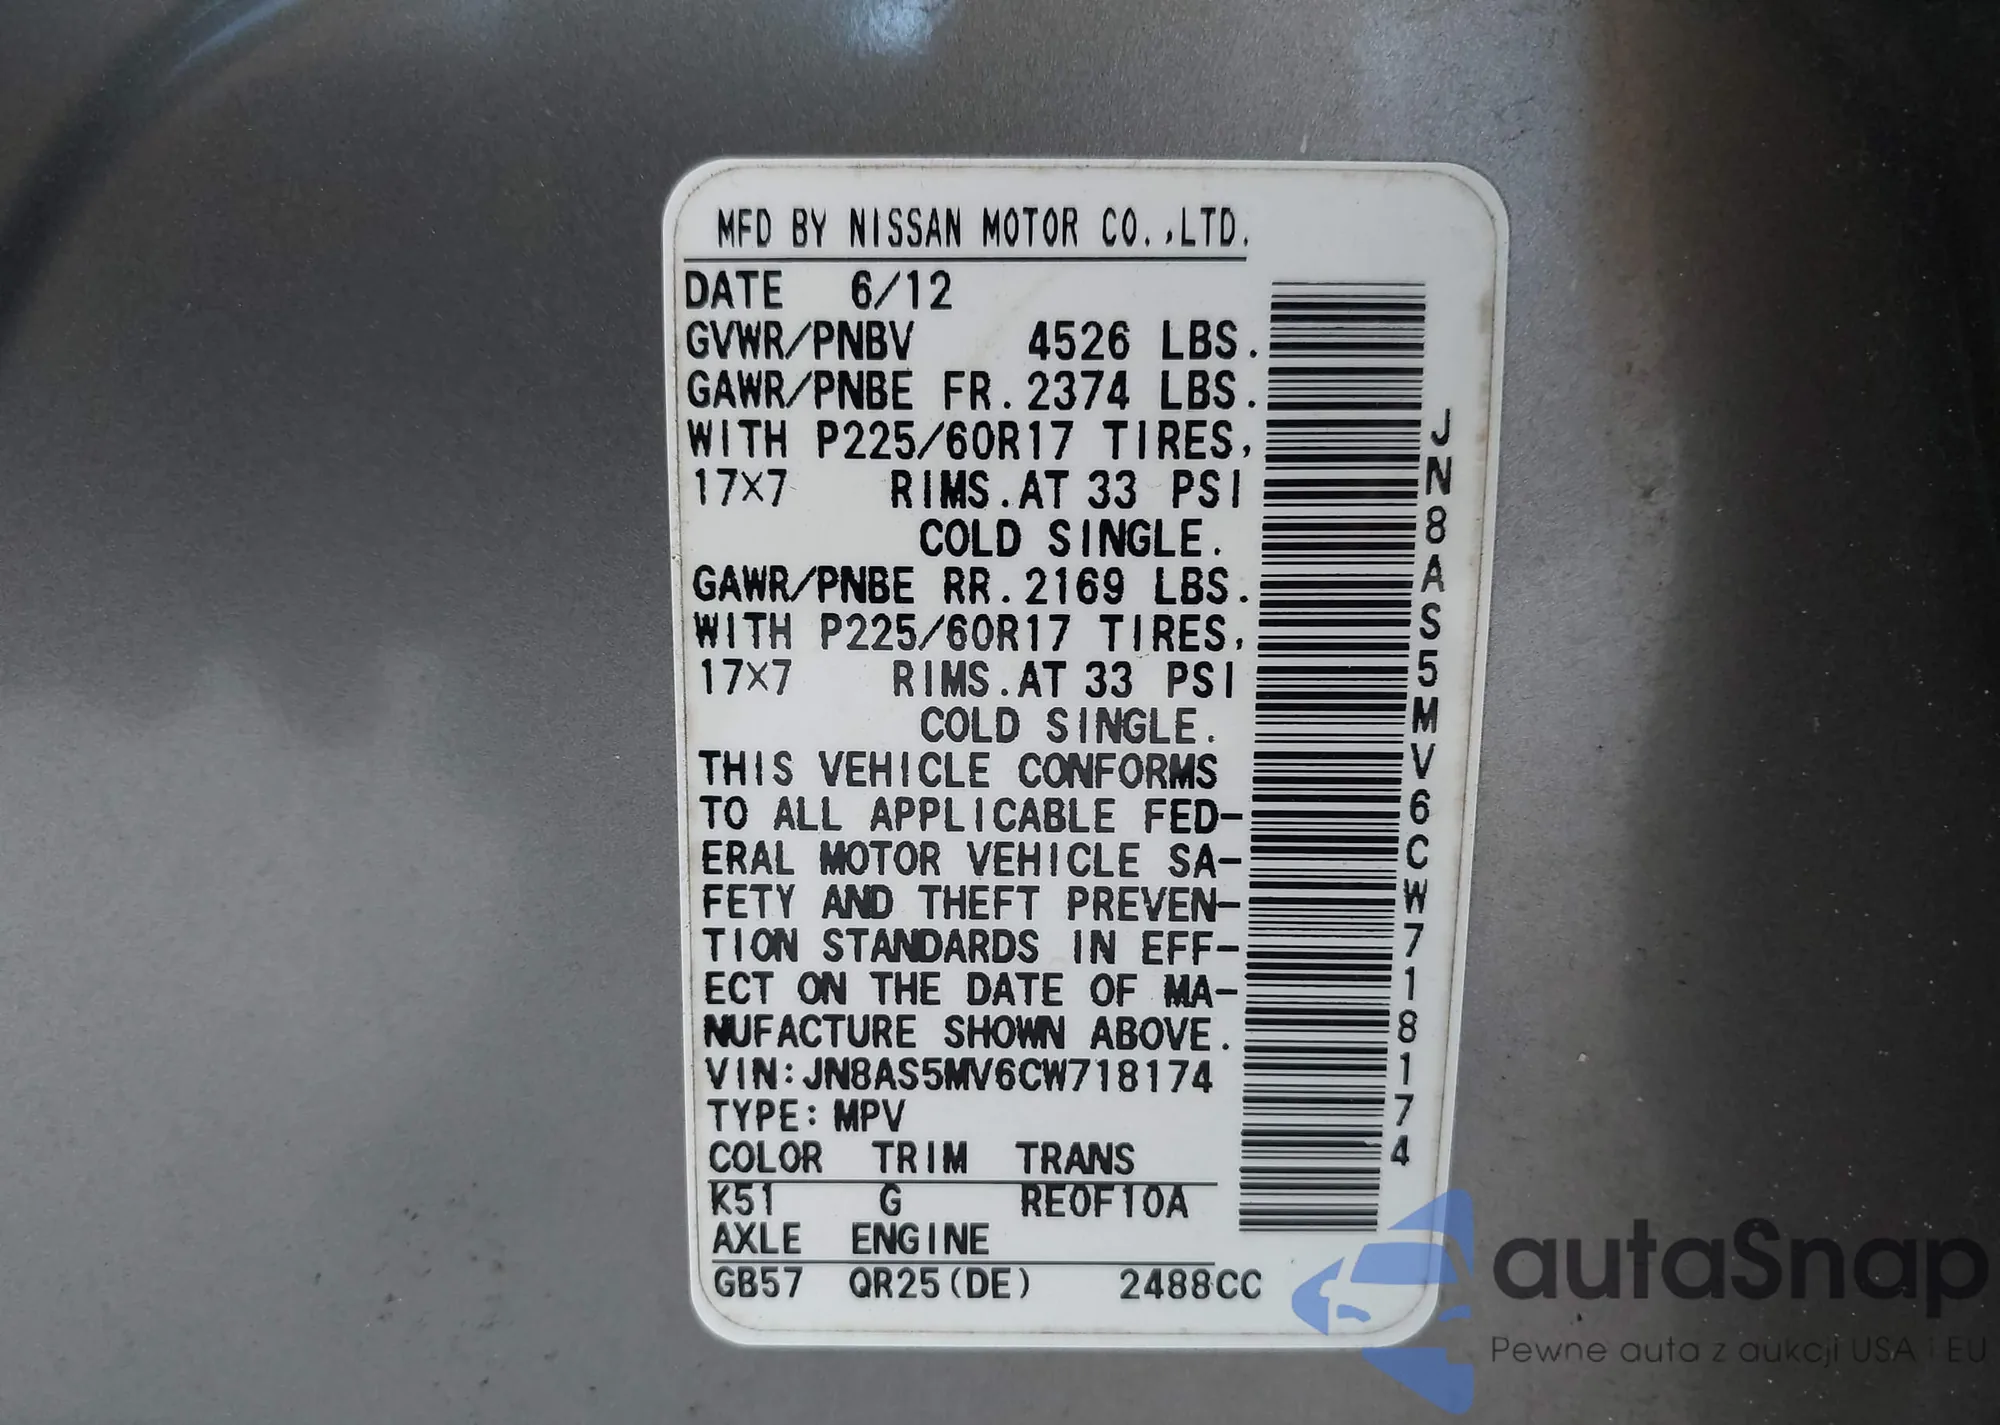 MFD BY NISSAN MOTOR CO.,LTD.
DATE 6/12
GVWR/PNBV 4526 LBS.
GAWR/PNBE FR.2374 LBS.
WITH P225/60R17 TIRES,
17X7 RIMS.AT 33 PSI
COLD SINGLE.
GAWR/PNBE RR.2169 LBS.
WITH P225/60R17 TIRES,
17X7 RIMS.AT 33 PSI
COLD SINGLE.
THIS VEHICLE CONFORMS
TO ALL APPLICABLE FED-
ERAL MOTOR VEHICLE SA-
FETY AND THEFT PREVEN-
TION STANDARDS IN EFF-
ECT ON THE DATE OF MA-
NUFACTURE SHOWN ABOVE.
VIN:JN8AS5MV6CW718174
TYPE:MPV
COLOR TRIM TRANS
K51 G RE0F10A
AXLE ENGINE
GB57 QR25(DE) 2488CC
JN8AS5MV6CW718174
autaSnap
Pewne auta z aukcji USA i EU